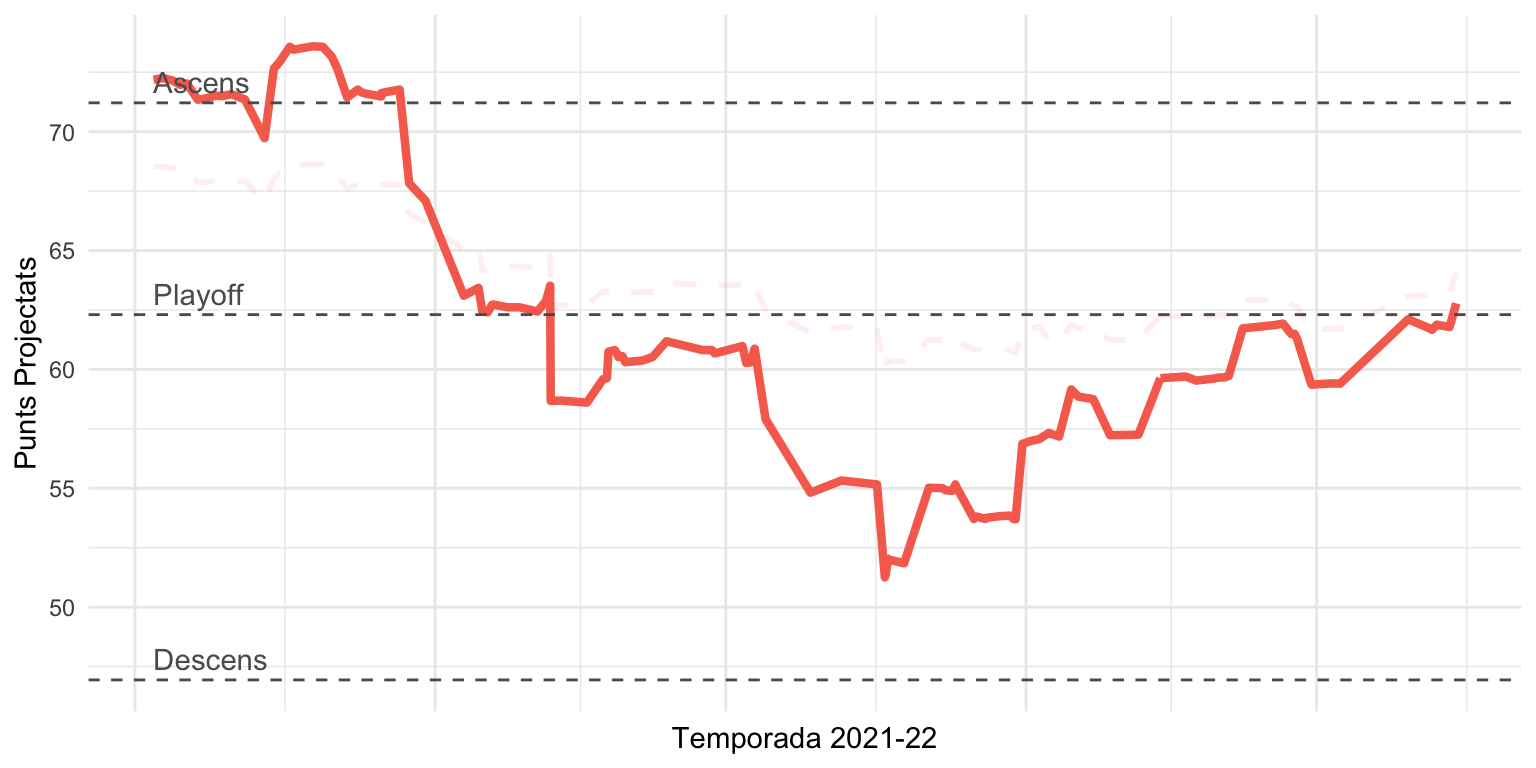 Punts Projectats
Ascens
70
65
Playoff
60
55
50
Descens
Temporada 2021-22